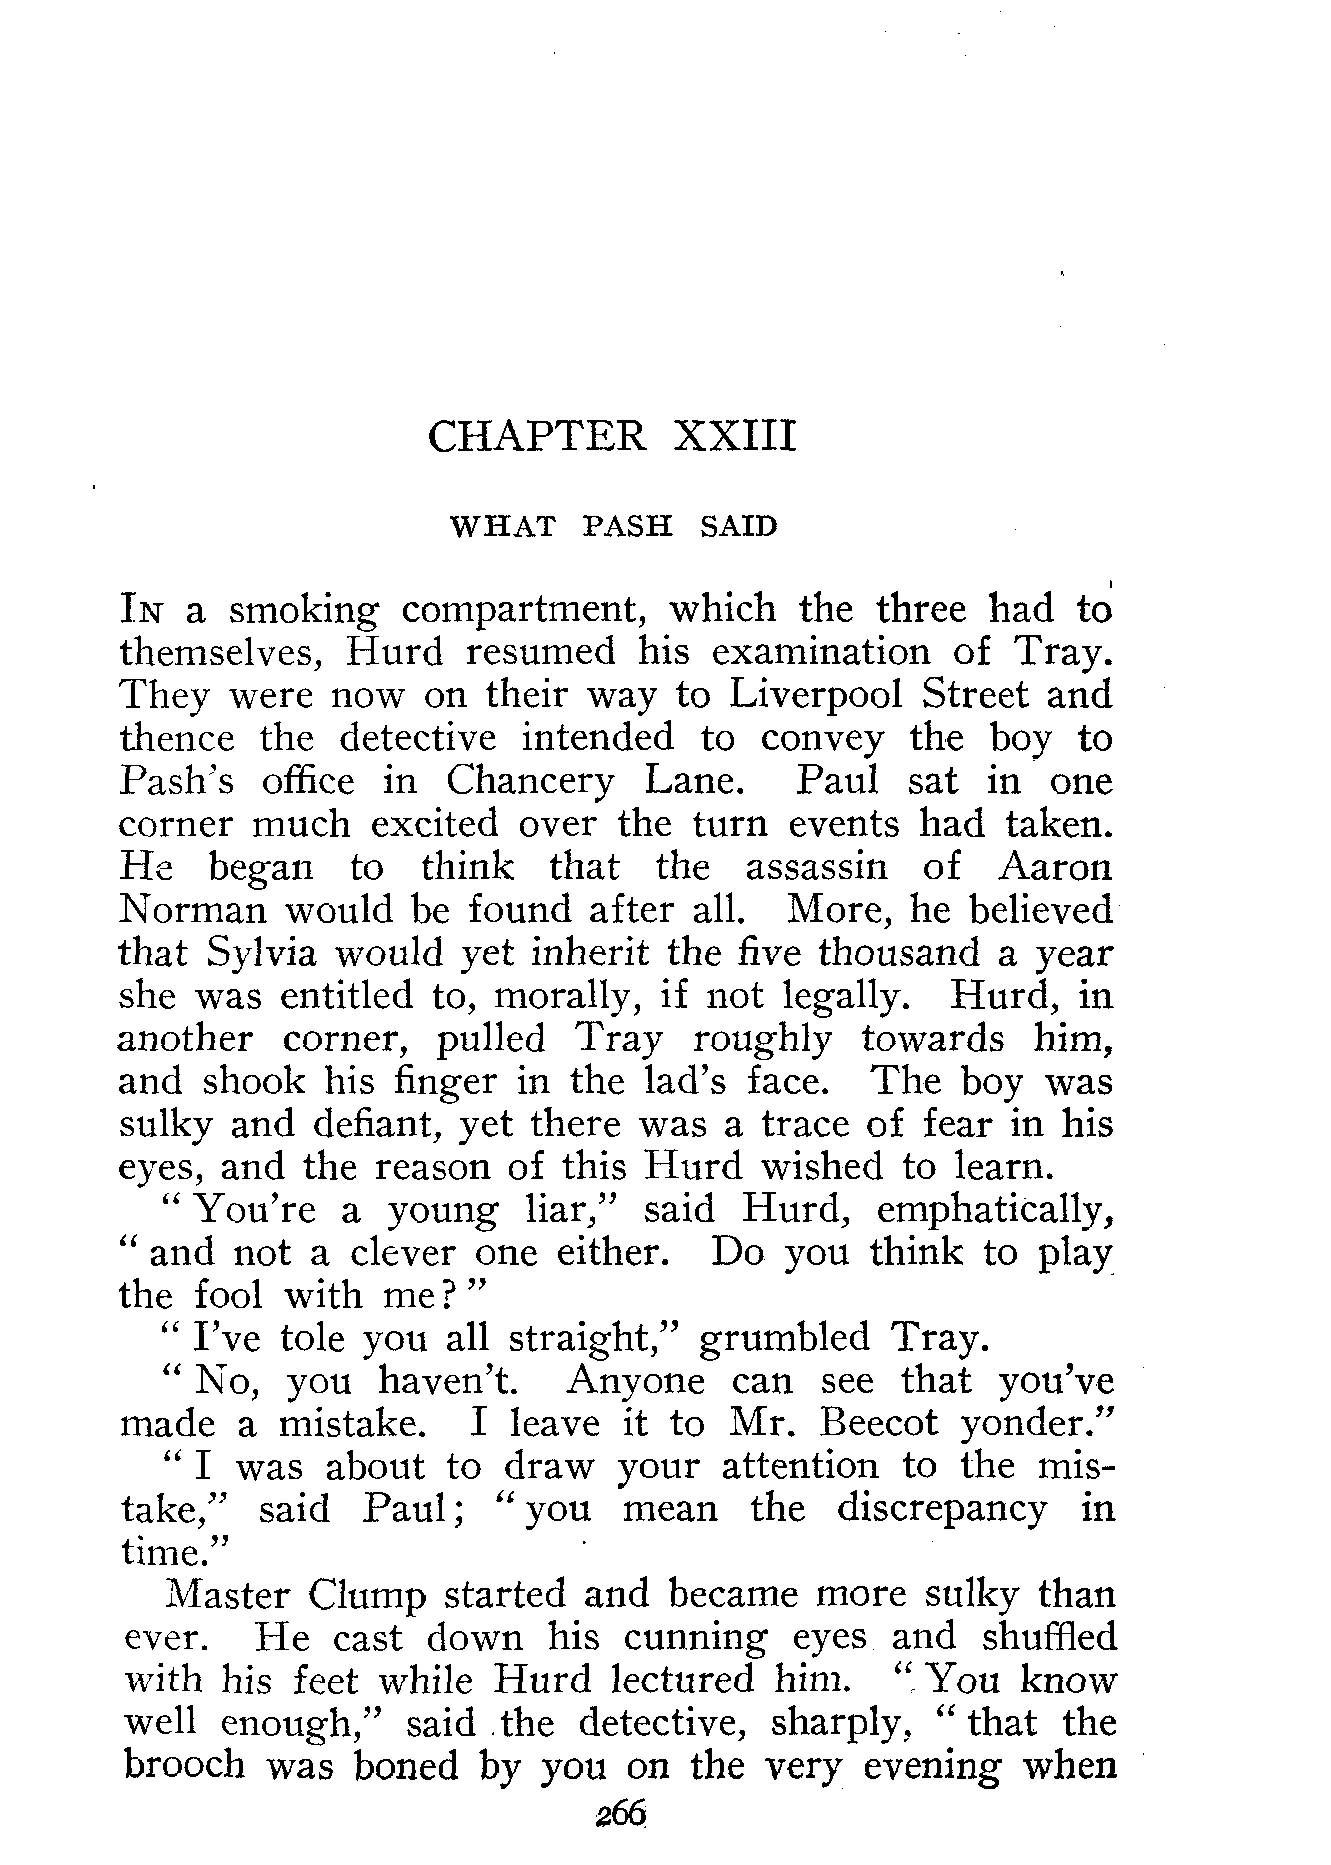 CHAPTER XXIII
WHAT PASH SAID
IN a smoking compartment, which the three had to
themselves, Hurd resumed his examination of Tray.
They were now on their way to Liverpool Street and
thence the detective intended to convey the boy to
Pash's office in Chancery Lane. Paul sat in one
corner much excited over the turn events had taken.
He began to think that the assassin of Aaron
Norman would be found after all. More, he believed
that Sylvia would yet inherit the five thousand a year
she was entitled to, morally, if not legally. Hurd, in
another corner, pulled Tray roughly towards him,
and shook his finger in the lad's face. The boy was
sulky and defiant, yet there was a trace of fear in his
eyes, and the reason of this Hurd wished to learn.
" You're a young liar," said Hurd, emphatically,
" and not a clever one either. Do you think to play
the fool with me? "
" I've tole you all straight," grumbled Tray.
" No, you haven't. Anyone can see that you've
made a mistake. I leave it to Mr. Beecot yonder."
" I was about to draw your attention to the mis-
take," said Paul; " you mean the discrepancy in
time."
Master Clump started and became more sulky than
ever. He cast down his cunning eyes and shuffled
with his feet while Hurd lectured him. " You know
well enough," said the detective, sharply, " that the
brooch was boned by you on the very evening when
266